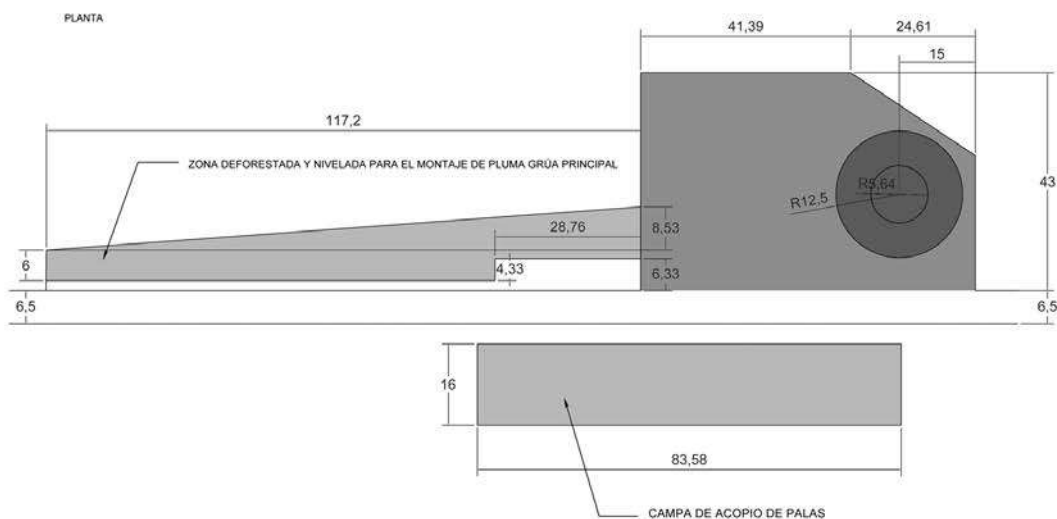 PLANTA
41,39
24,61
15
117,2
ZONA DEFORESTADA Y NIVELADA PARA EL MONTAJE DE PLUMA GRÚA PRINCIPAL
43
R5,64
R12,5
28,76
8,53
6
4,33
6,33
6,5
6,5
16
83,58
CAMPA DE ACOPIO DE PALAS